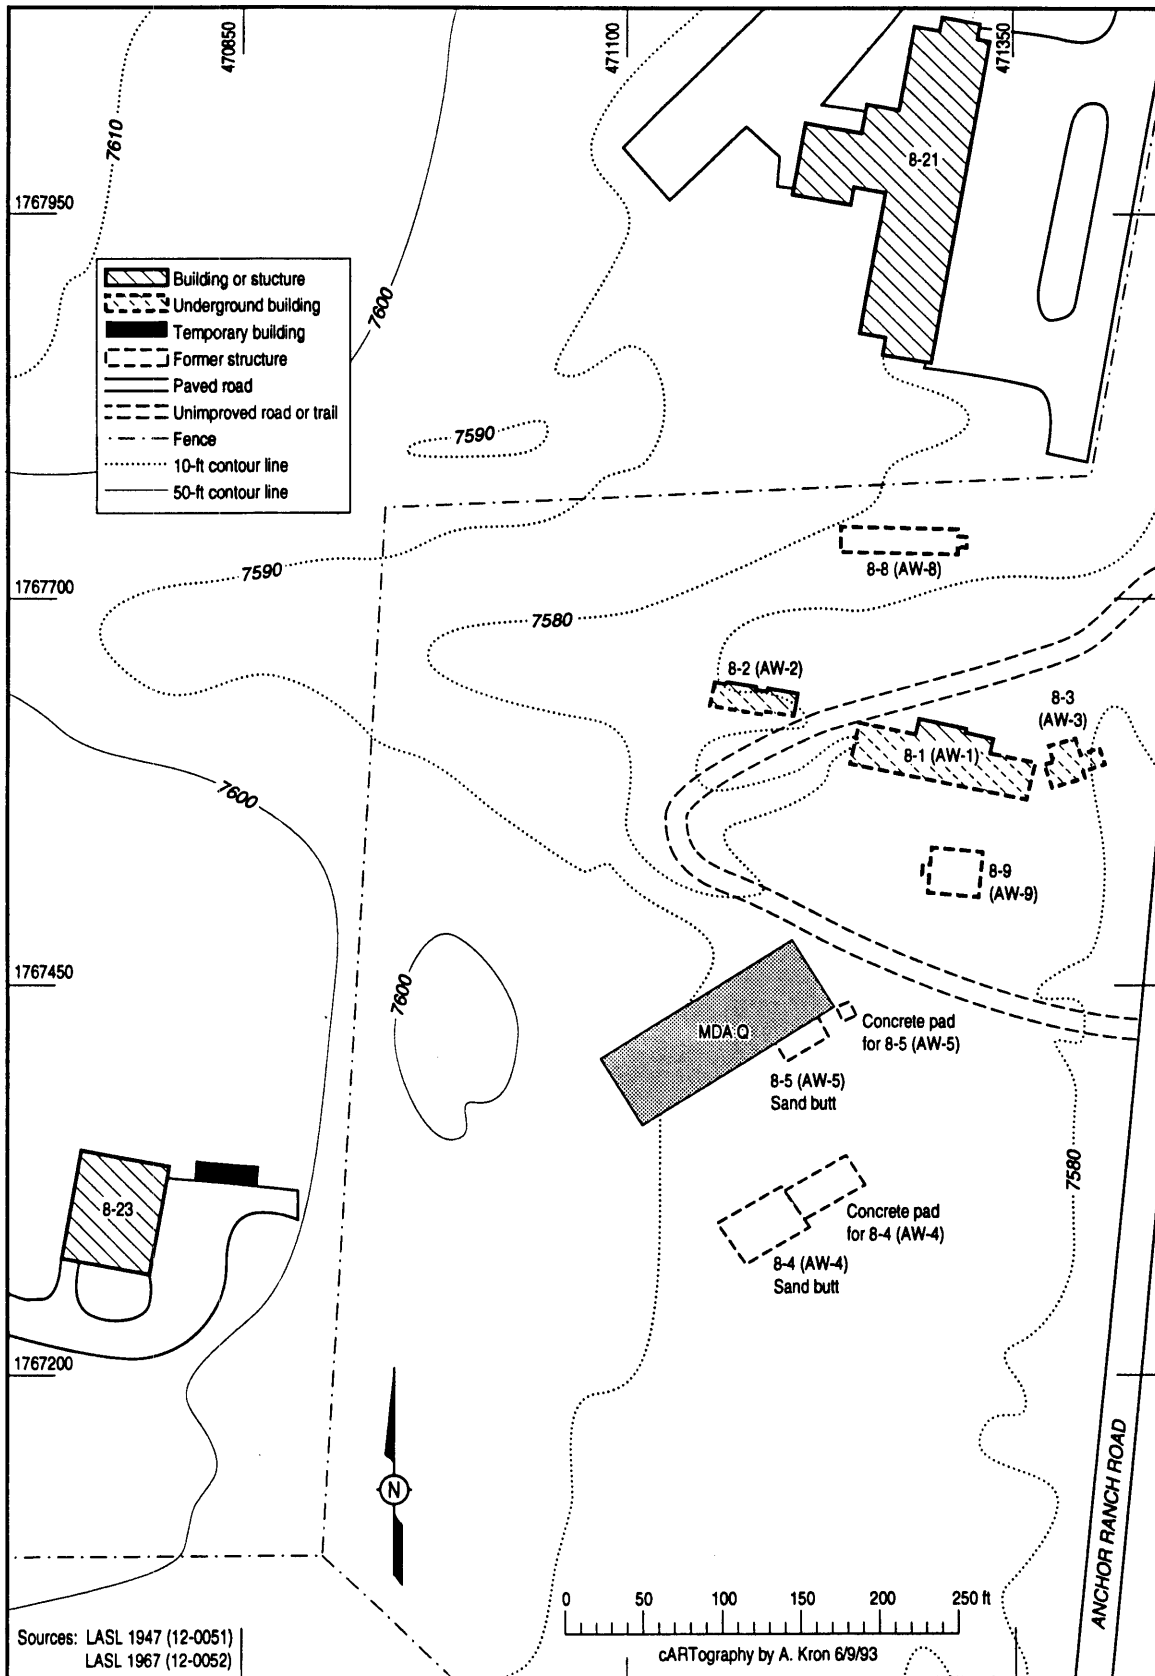 470850
471100
471350
7610
8-21
1767950
Building or stucture
Underground building
Temporary building
Former structure
Paved road
Unimproved road or trail
Fence
10-ft contour line
50-ft contour line
7600
7590
7590
1767700
8-8 (AW-8)
7580
8-2 (AW-2)
8-3
(AW-3)
8-1 (AW-1)
7600
8-9
(AW-9)
1767450
7600
MDA Q
Concrete pad
for 8-5 (AW-5)
8-5 (AW-5)
Sand butt
7580
8-23
Concrete pad
for 8-4 (AW-4)
8-4 (AW-4)
Sand butt
1767200
N
ANCHOR RANCH ROAD
0 50 100 150 200 250 ft
Sources: LASL 1947 (12-0051)
LASL 1967 (12-0052)
cARTography by A. Kron 6/9/93